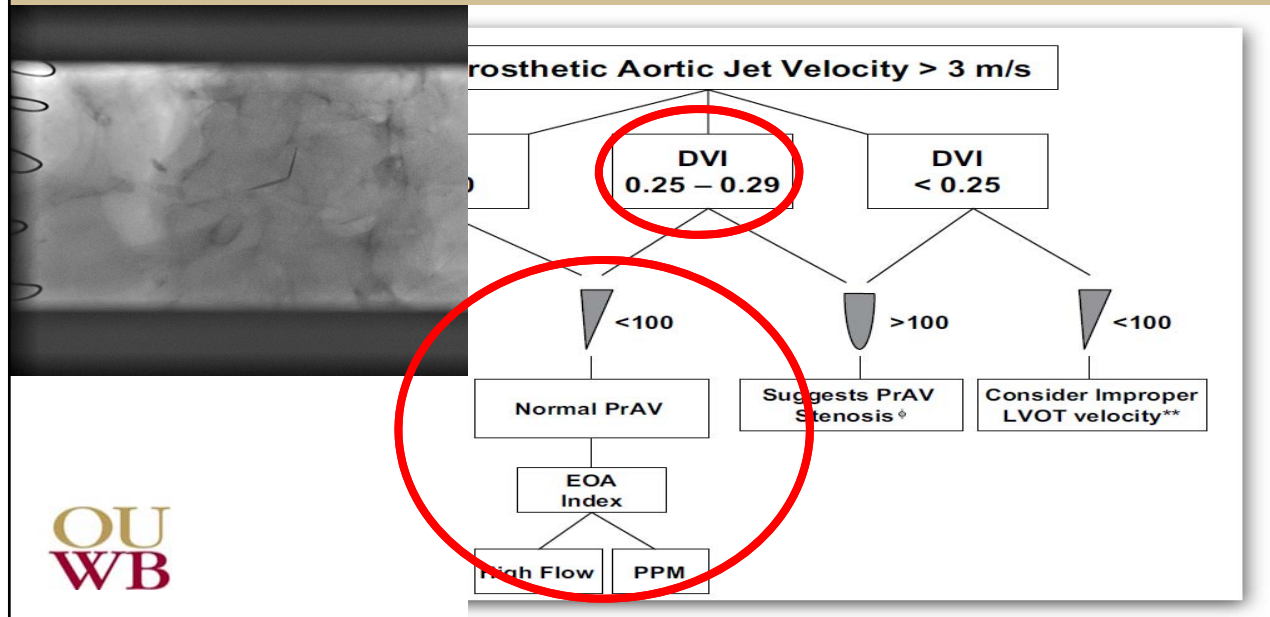 rosthetic Aortic Jet Velocity > 3 m/s
DVI
0.25 – 0.29
DVI
< 0.25
<100
>100
<100
Normal PrAV
Suggests PrAV
Stenosis ɸ
Consider Improper
LVOT velocity**
EOA
Index
High Flow
PPM
OU
WB